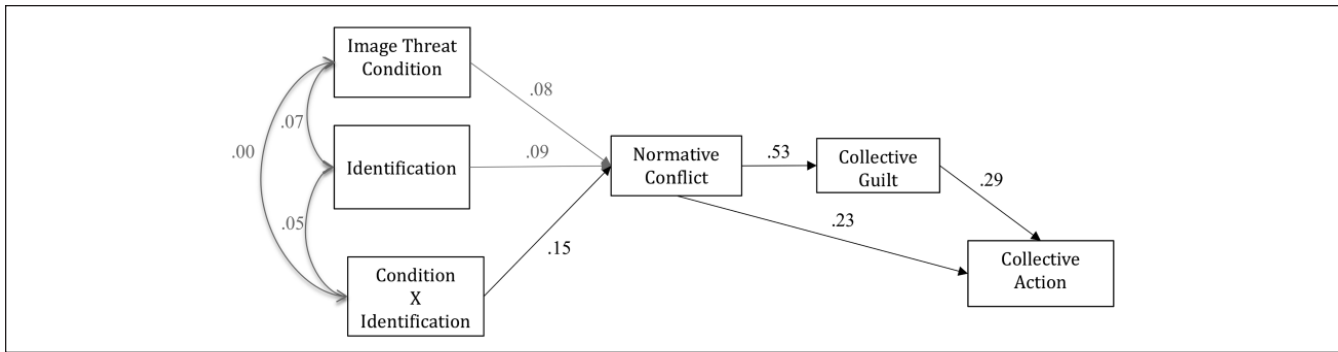 Image Threat
Condition
.08
.07
.00
Identification
.09
Normative
Conflict
.53
Collective
Guilt
.29
.05
.23
.15
Condition
X
Identification
Collective
Action